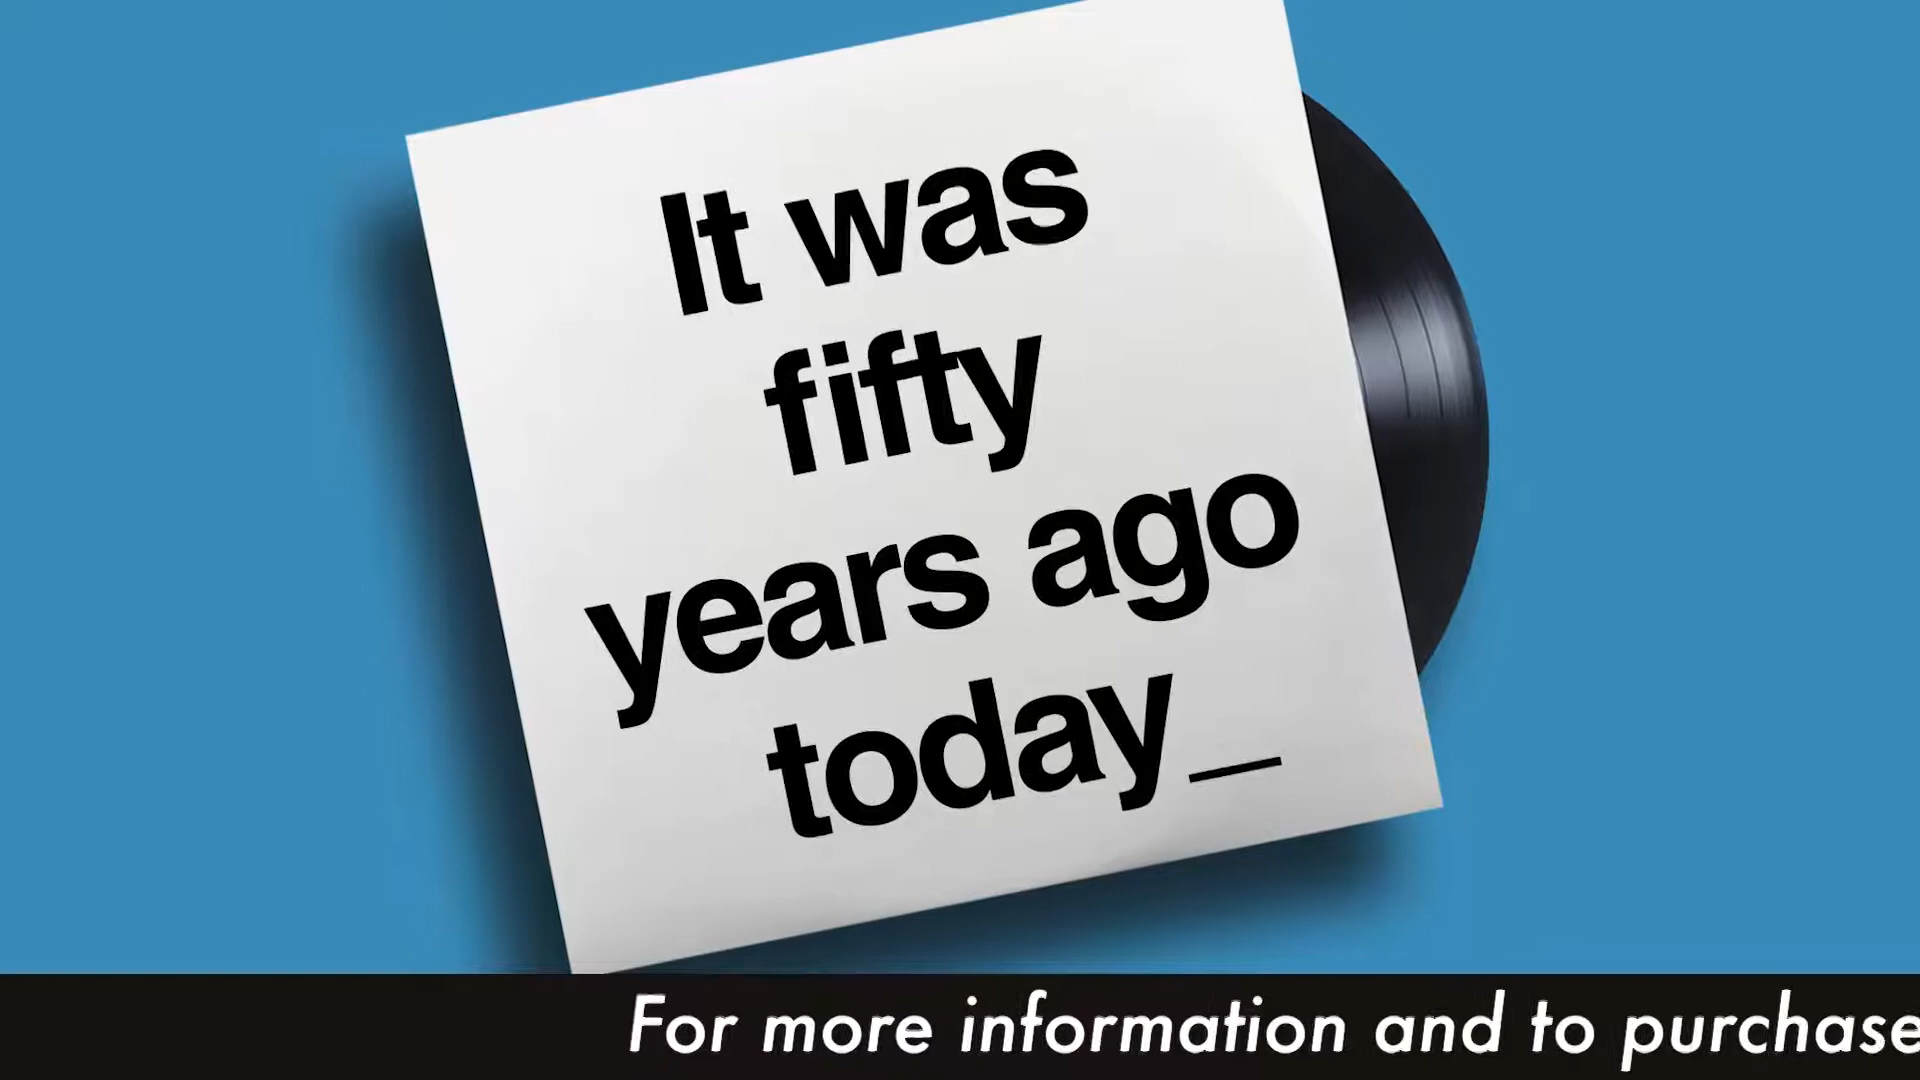 It was
fifty
years ago
today_
For more information and to purchase